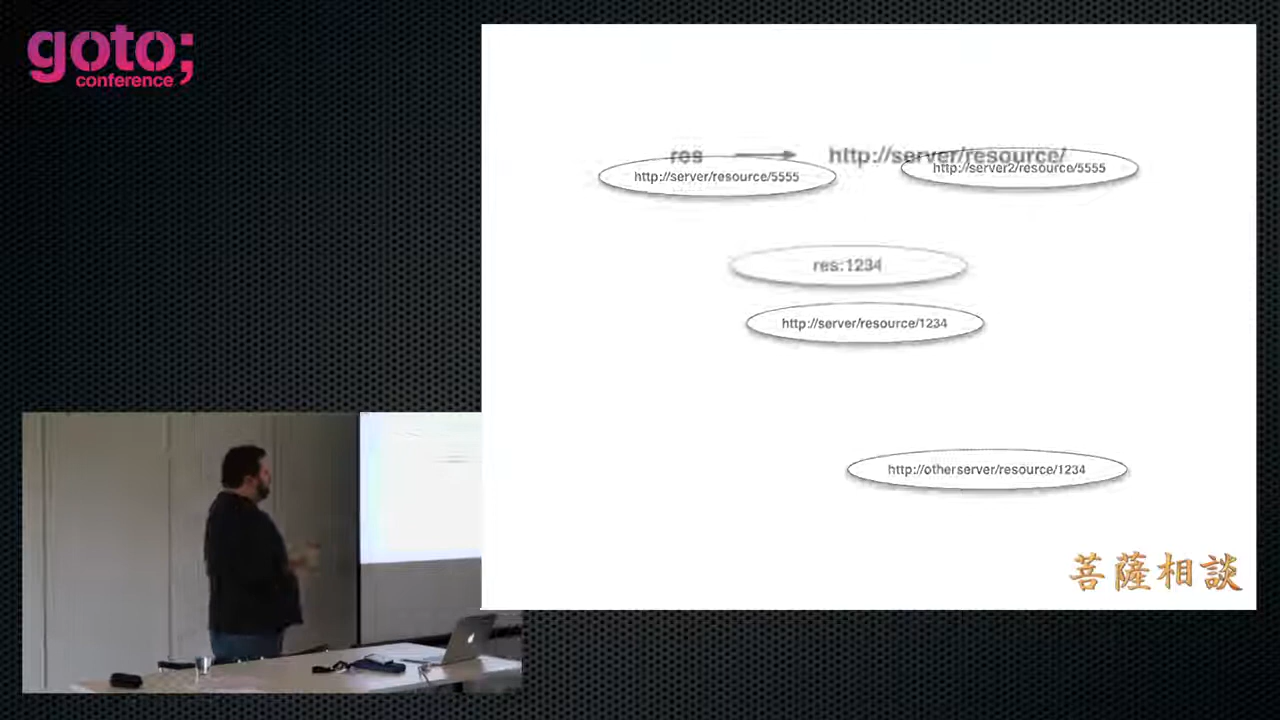 goto;
conference
res → http://server/resource/
http://server/resource/5555
http://server2/resource/5555
res:1234
http://server/resource/1234
http://otherserver/resource/1234
菩薩相談